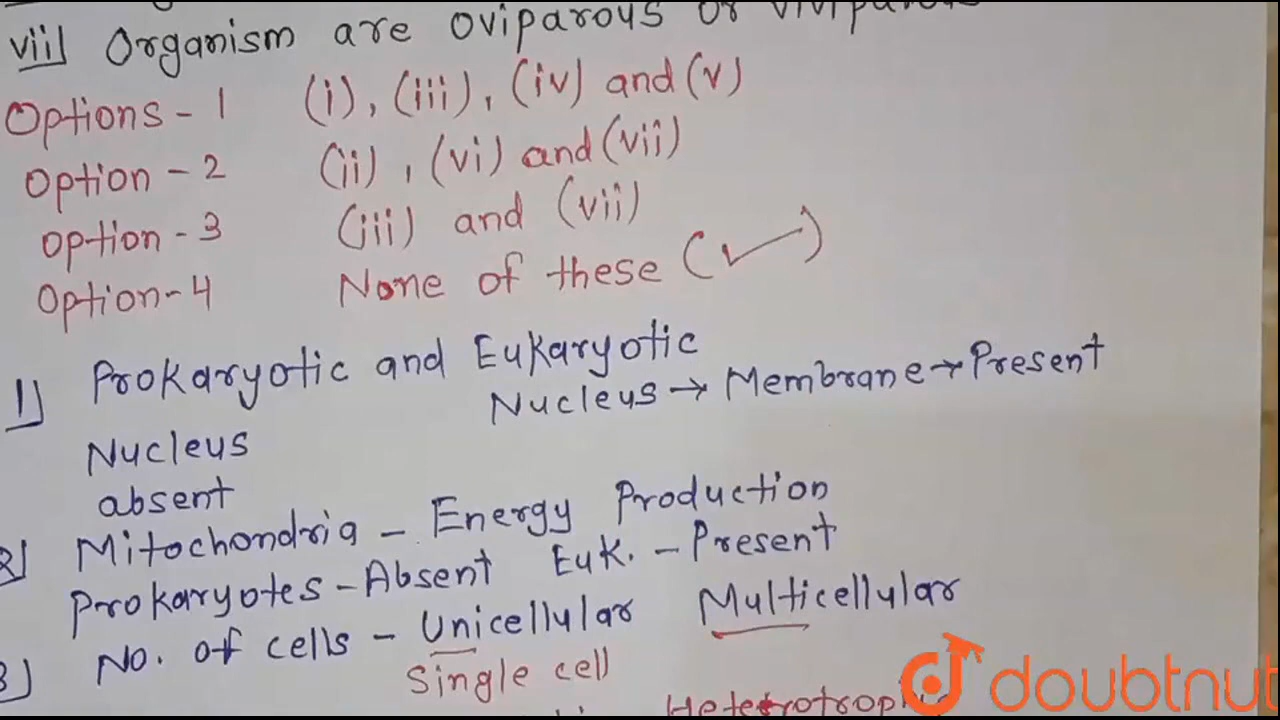 vii) Organism are oviparous or viviparous
Options - 1 (i), (iii), (iv) and (v)
Option - 2 (ii), (vi) and (vii)
Option - 3 (iii) and (vii)
Option - 4 None of these (✓)
1) Prokaryotic and Eukaryotic
Nucleus → Membrane → Present
Nucleus
absent
2) Mitochondria - Energy Production
Prokaryotes - Absent Euk. - Present
3) No. of cells - Unicellular Multicellular
Single cell
doubtnut